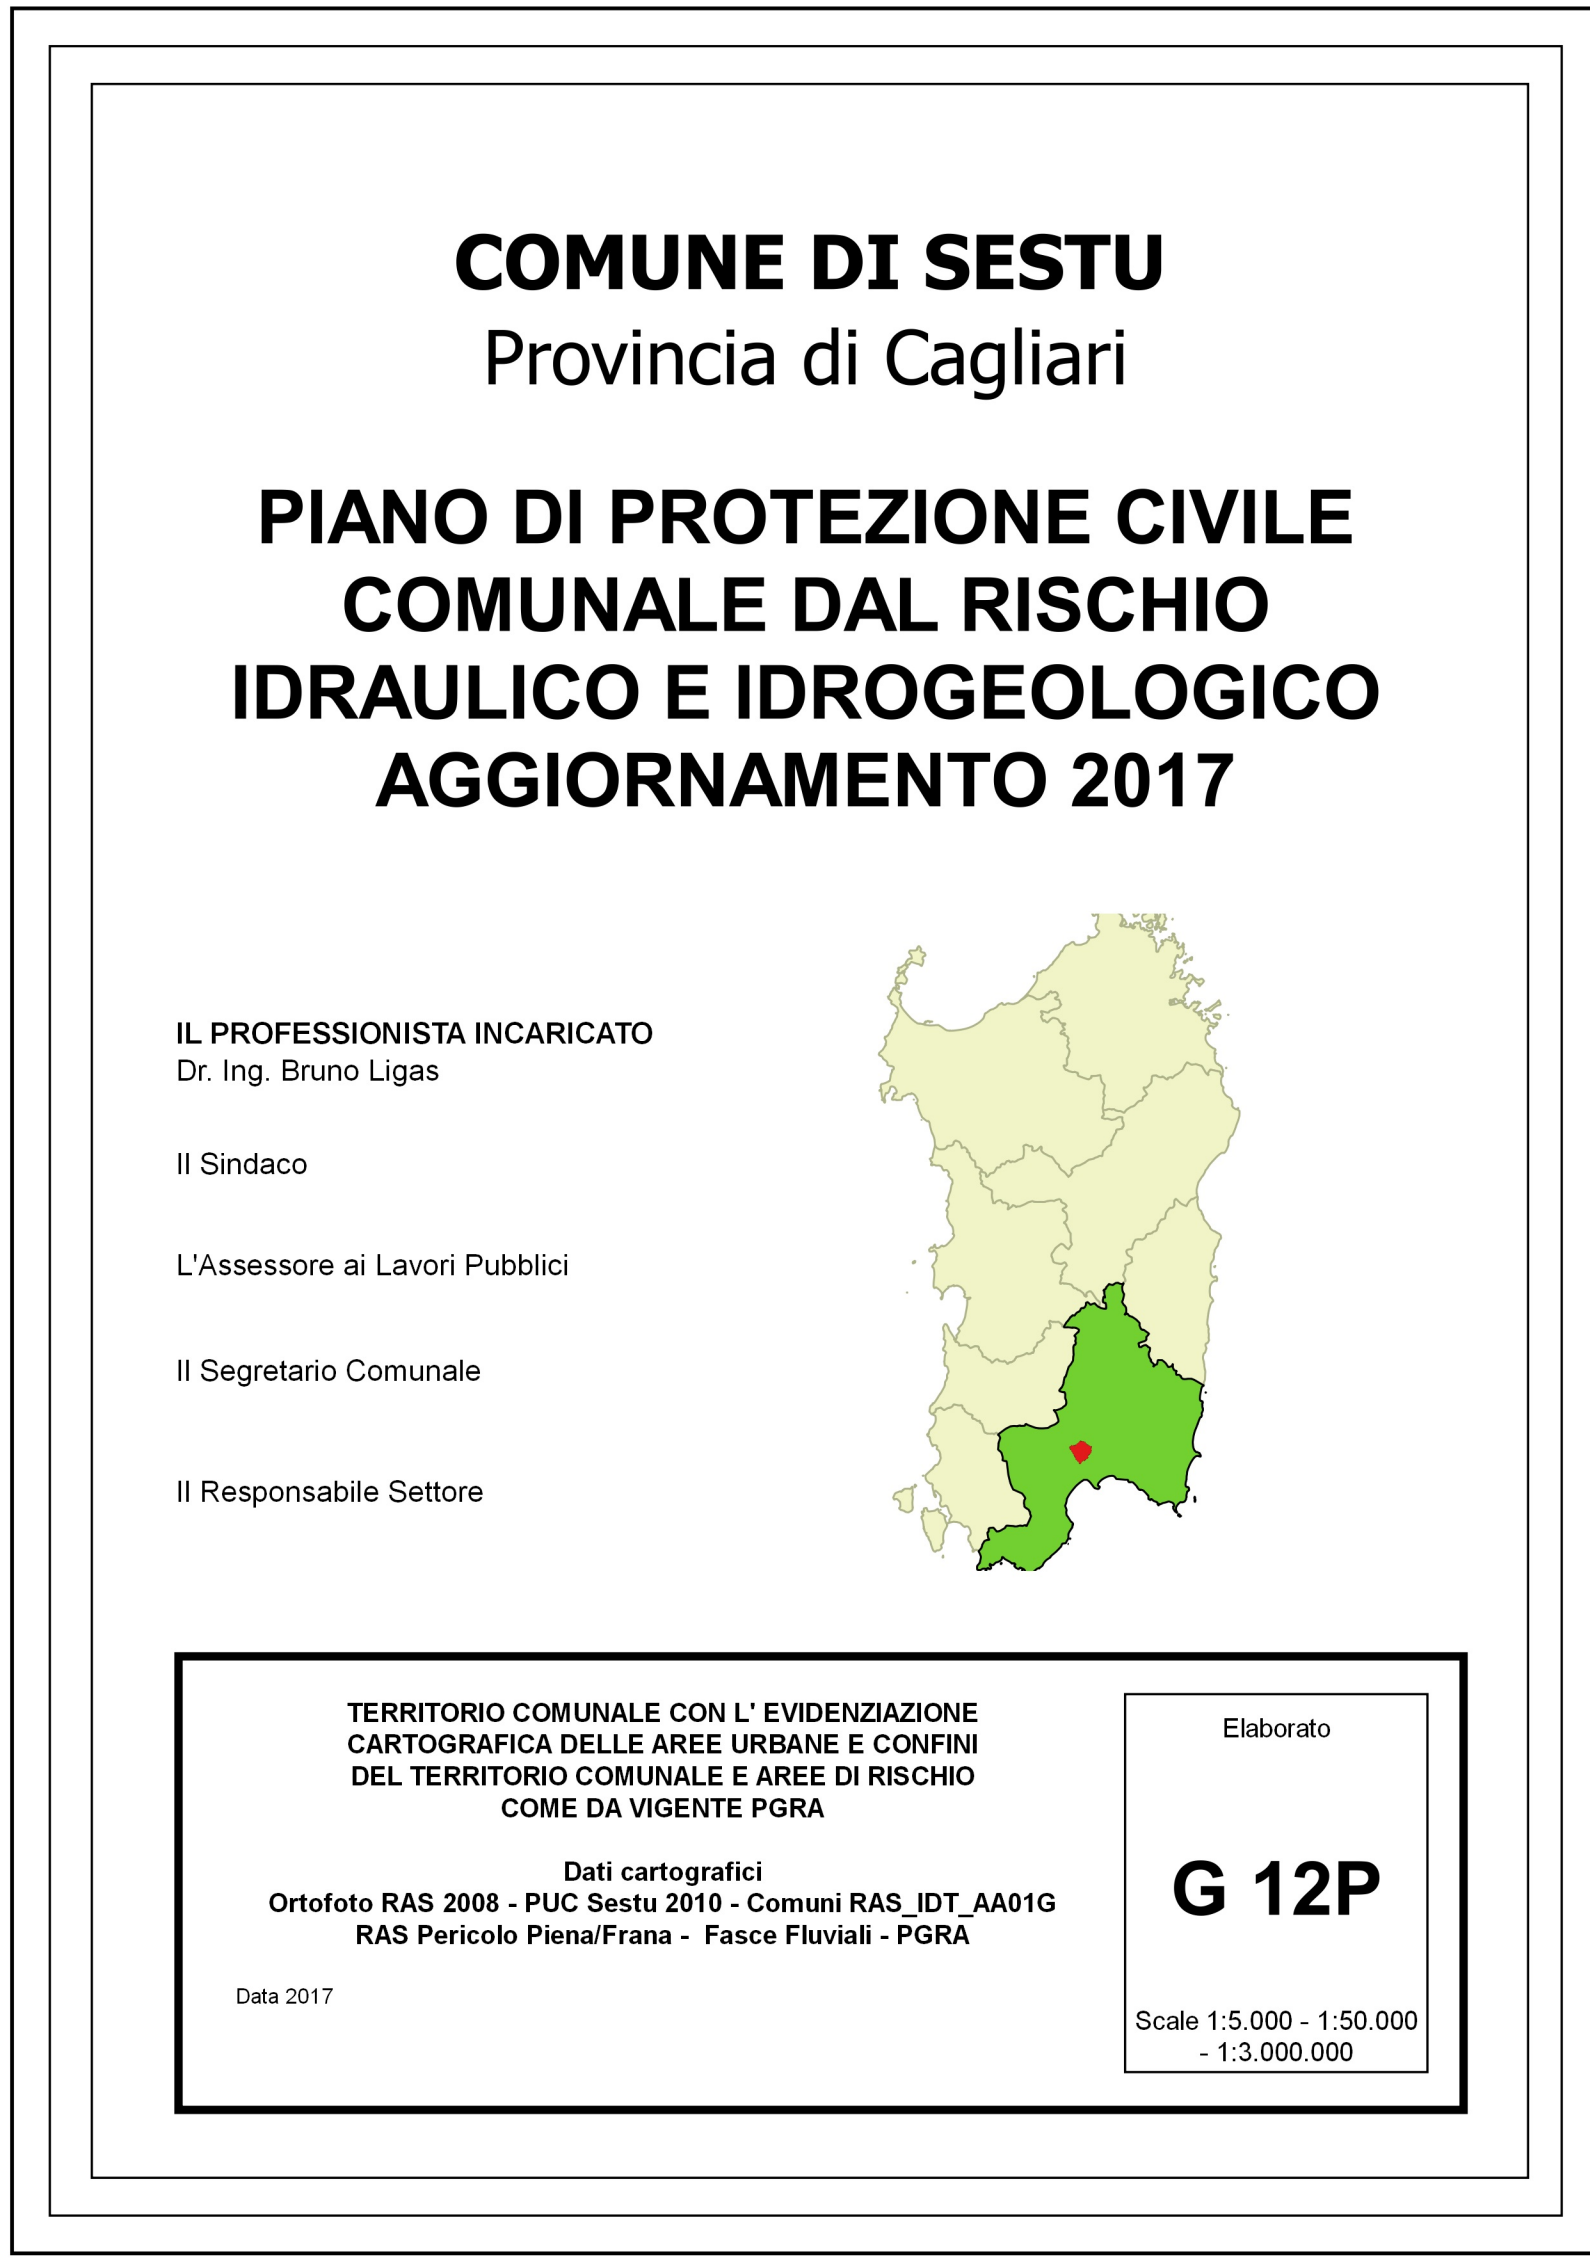 COMUNE DI SESTU
Provincia di Cagliari
PIANO DI PROTEZIONE CIVILE
COMUNALE DAL RISCHIO
IDRAULICO E IDROGEOLOGICO
AGGIORNAMENTO 2017
IL PROFESSIONISTA INCARICATO
Dr. Ing. Bruno Ligas
Il Sindaco
L'Assessore ai Lavori Pubblici
Il Segretario Comunale
Il Responsabile Settore
TERRITORIO COMUNALE CON L' EVIDENZIAZIONE
CARTOGRAFICA DELLE AREE URBANE E CONFINI
DEL TERRITORIO COMUNALE E AREE DI RISCHIO
COME DA VIGENTE PGRA
Dati cartografici
Ortofoto RAS 2008 - PUC Sestu 2010 - Comuni RAS_IDT_AA01G
RAS Pericolo Piena/Frana -  Fasce Fluviali - PGRA
Data 2017
Elaborato
G 12P
Scale 1:5.000 - 1:50.000
- 1:3.000.000